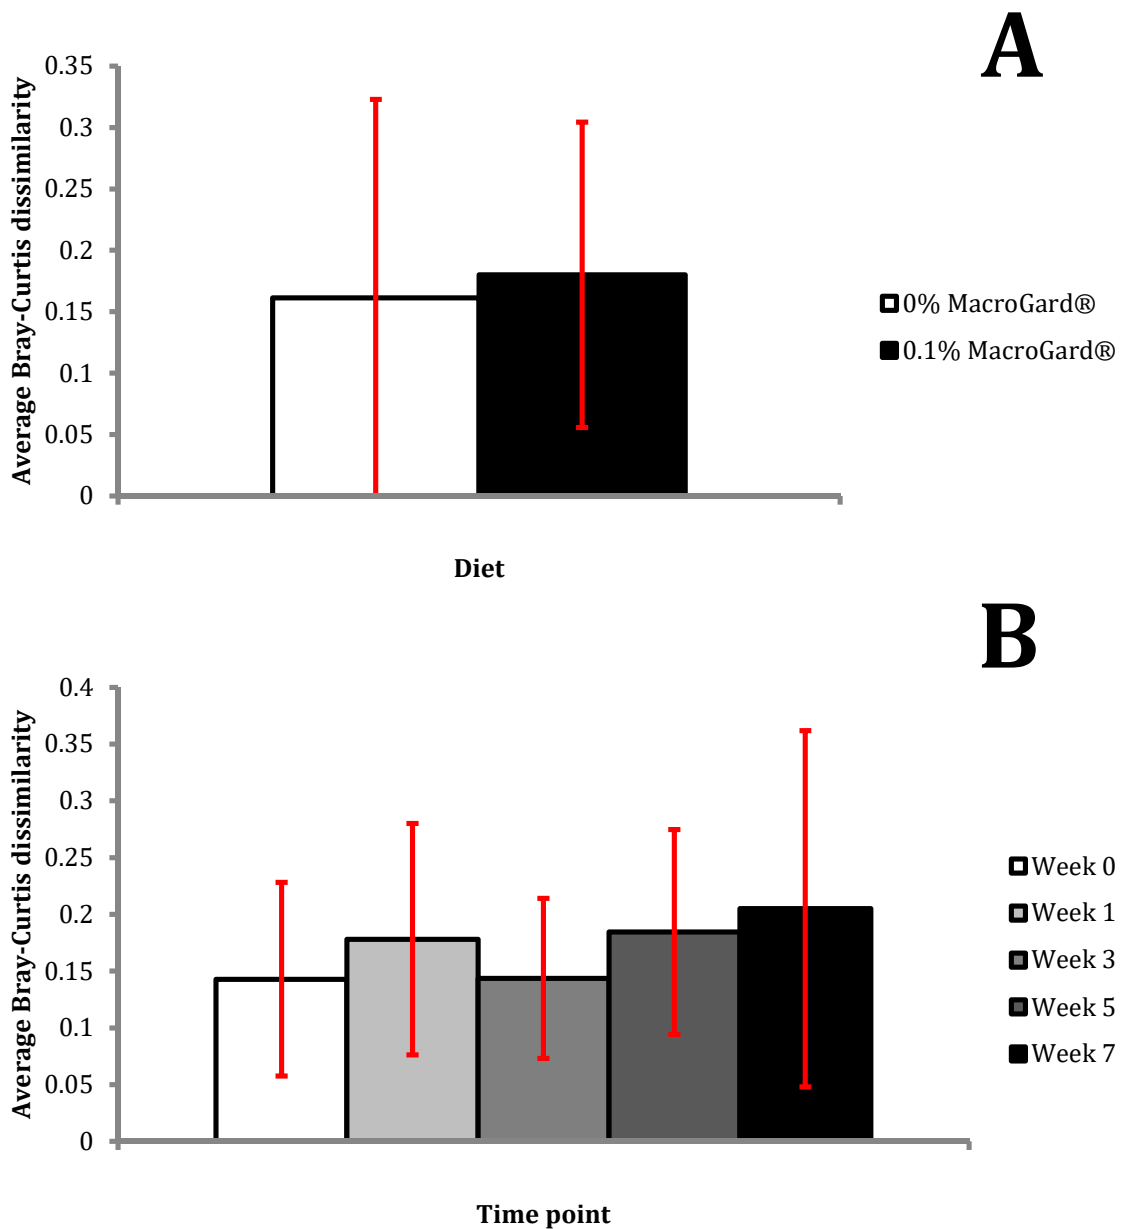 A
Average Bray-Curtis dissimilarity
0.35
0.3
0.25
0.2
0.15
0.1
0.05
0
0% MacroGard®
0.1% MacroGard®
Diet
B
Average Bray-Curtis dissimilarity
0.4
0.35
0.3
0.25
0.2
0.15
0.1
0.05
0
Week 0
Week 1
Week 3
Week 5
Week 7
Time point